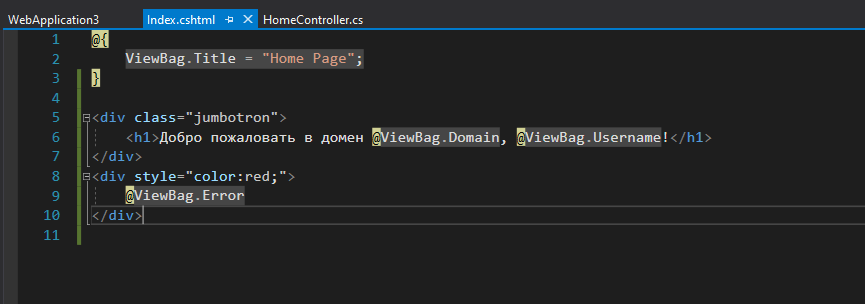 WebApplication3 Index.cshtml HomeController.cs
1 @{
2 ViewBag.Title = "Home Page";
3 }
4
5 <div class="jumbotron">
6 <h1>Добро пожаловать в домен @ViewBag.Domain, @ViewBag.Username!</h1>
7 </div>
8 <div style="color:red;">
9 @ViewBag.Error
10 </div>
11